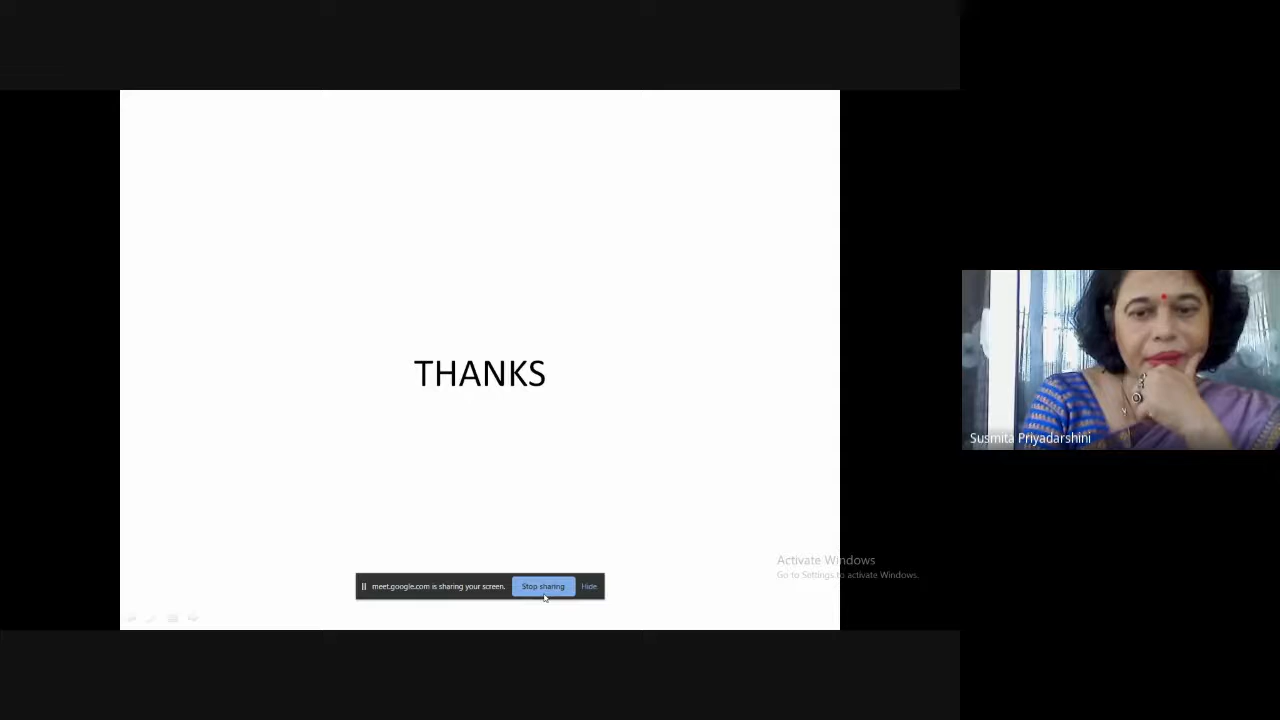 THANKS
Susmita Priyadarshini
Activate Windows
Go to Settings to activate Windows.
meet.google.com is sharing your screen. Stop sharing Hide